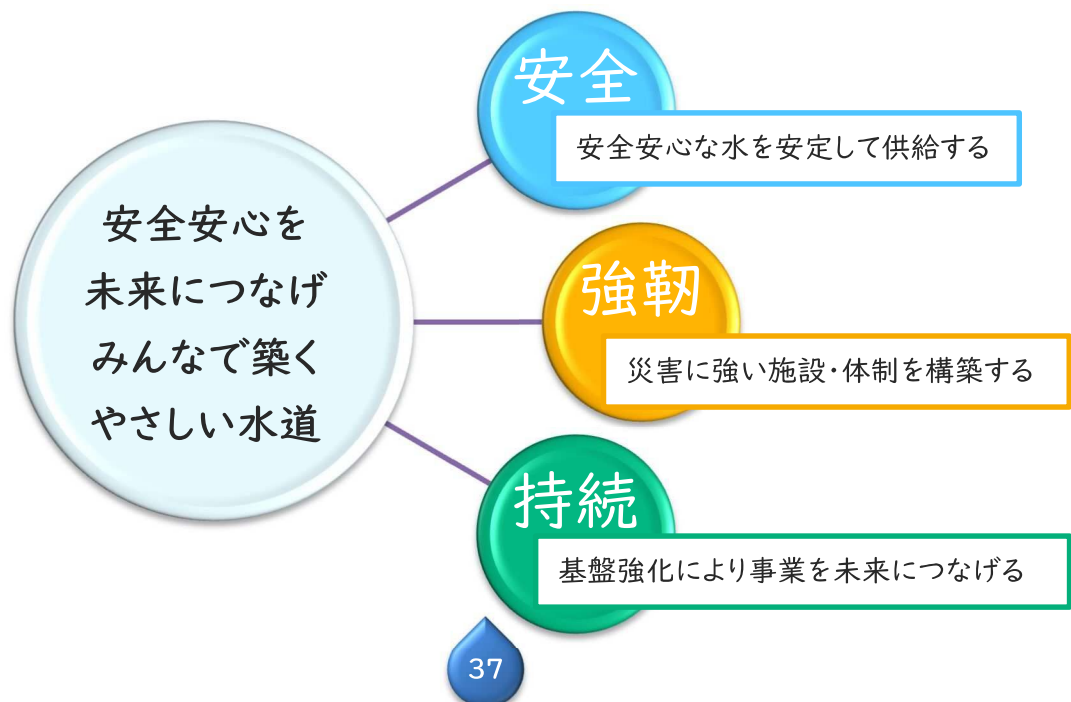 安全安心を
未来につなげ
みんなで築く
やさしい水道
安全
安全安心な水を安定して供給する
強靭
災害に強い施設・体制を構築する
持続
基盤強化により事業を未来につなげる
37